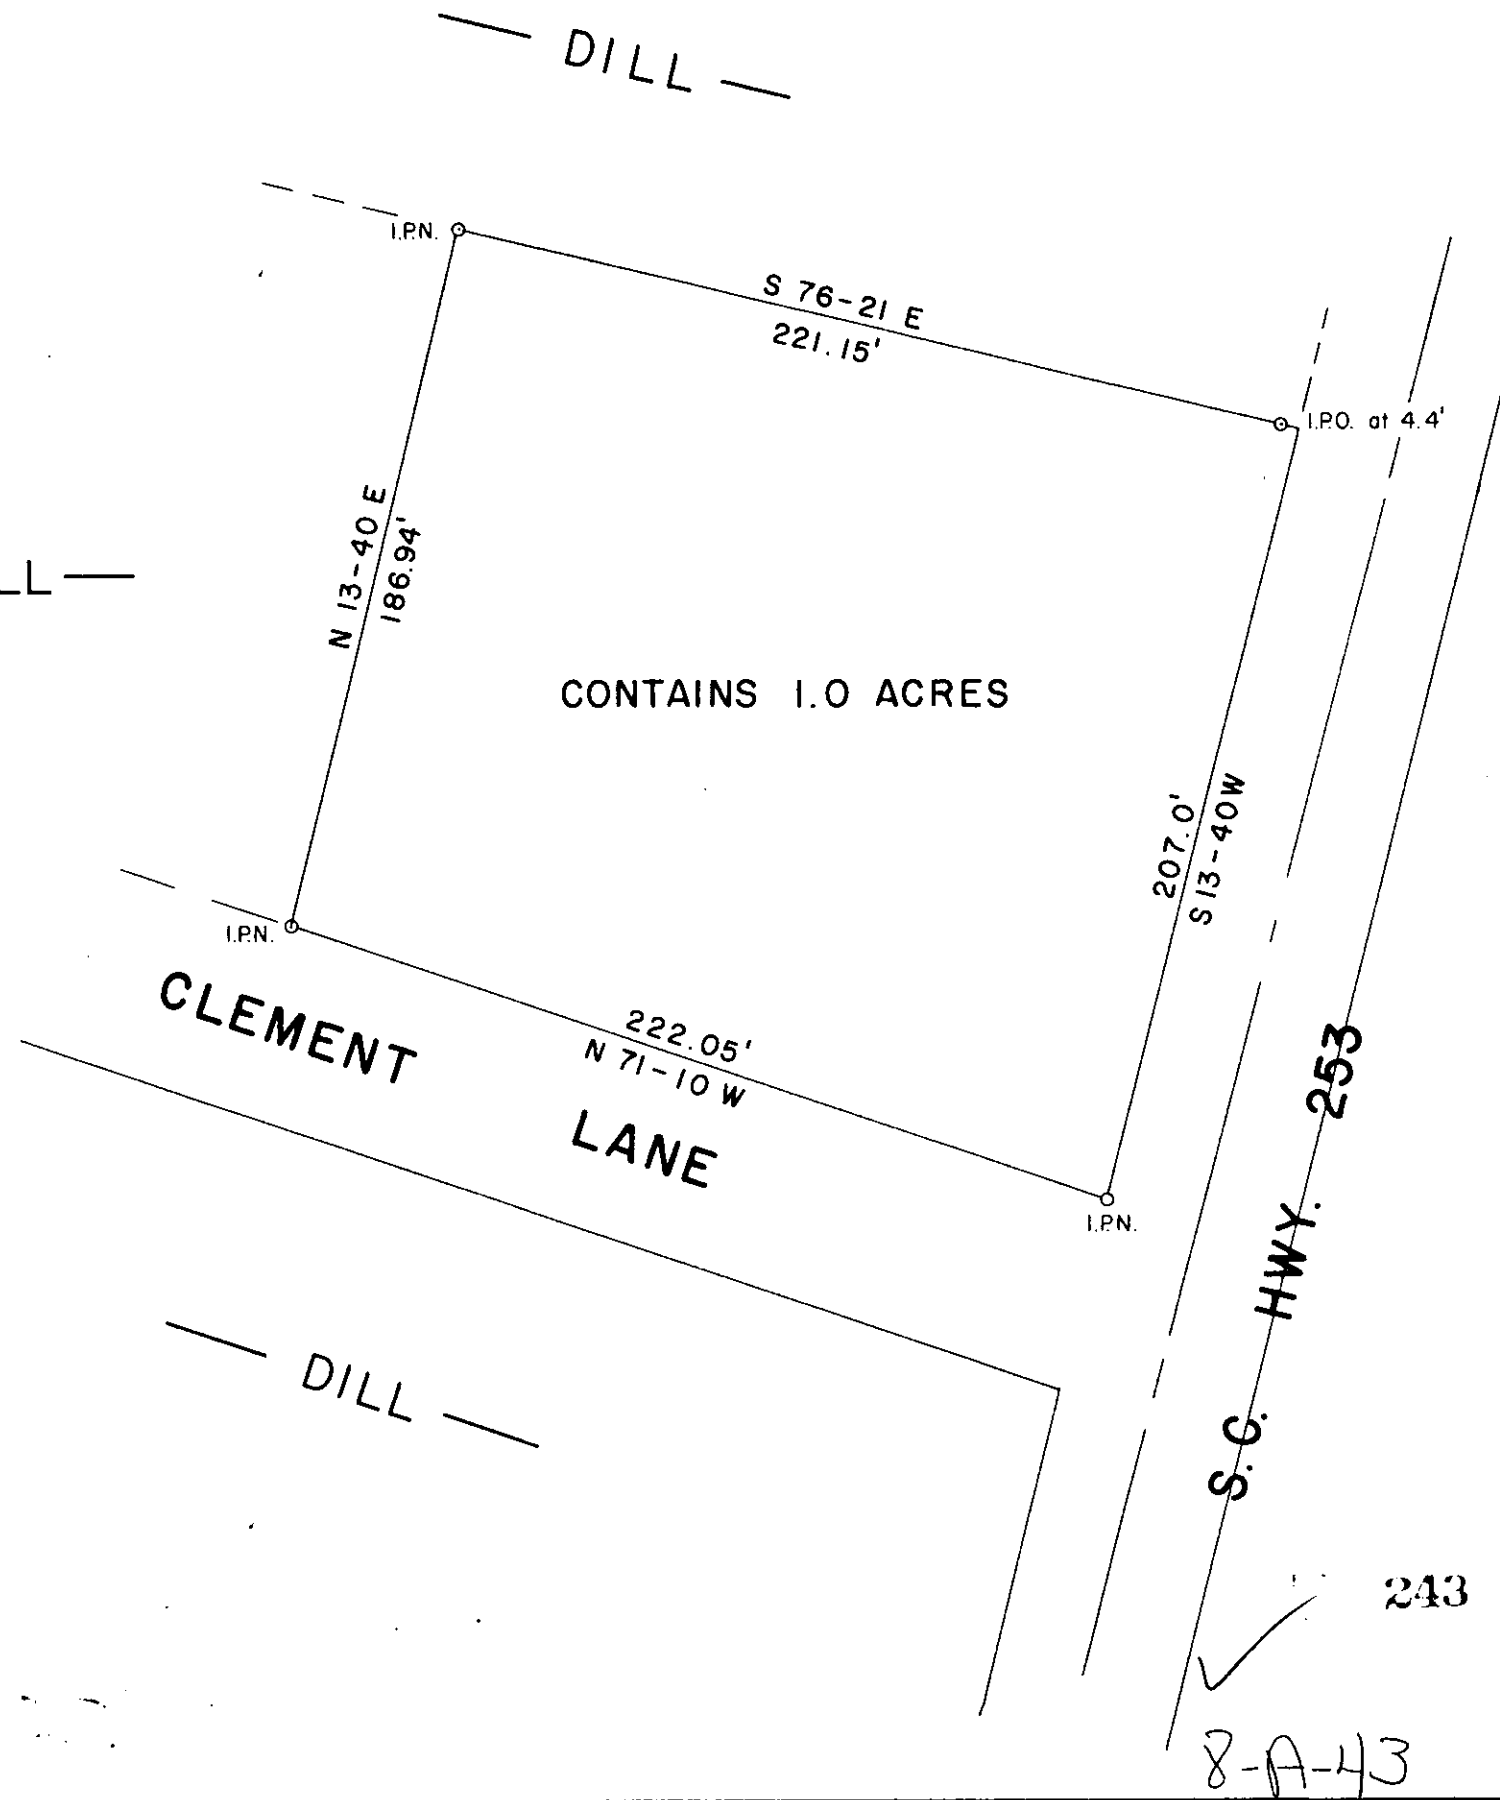 DILL
I.P.N.
S 76-21 E
221.15'
I.P.O. at 4.4'
N 13-40 E
186.94'
LL
CONTAINS 1.0 ACRES
207.0'
S 13-40W
I.P.N.
CLEMENT LANE
222.05'
N 71-10 W
I.P.N.
S.C. HWY. 253
DILL
243
8-A-43